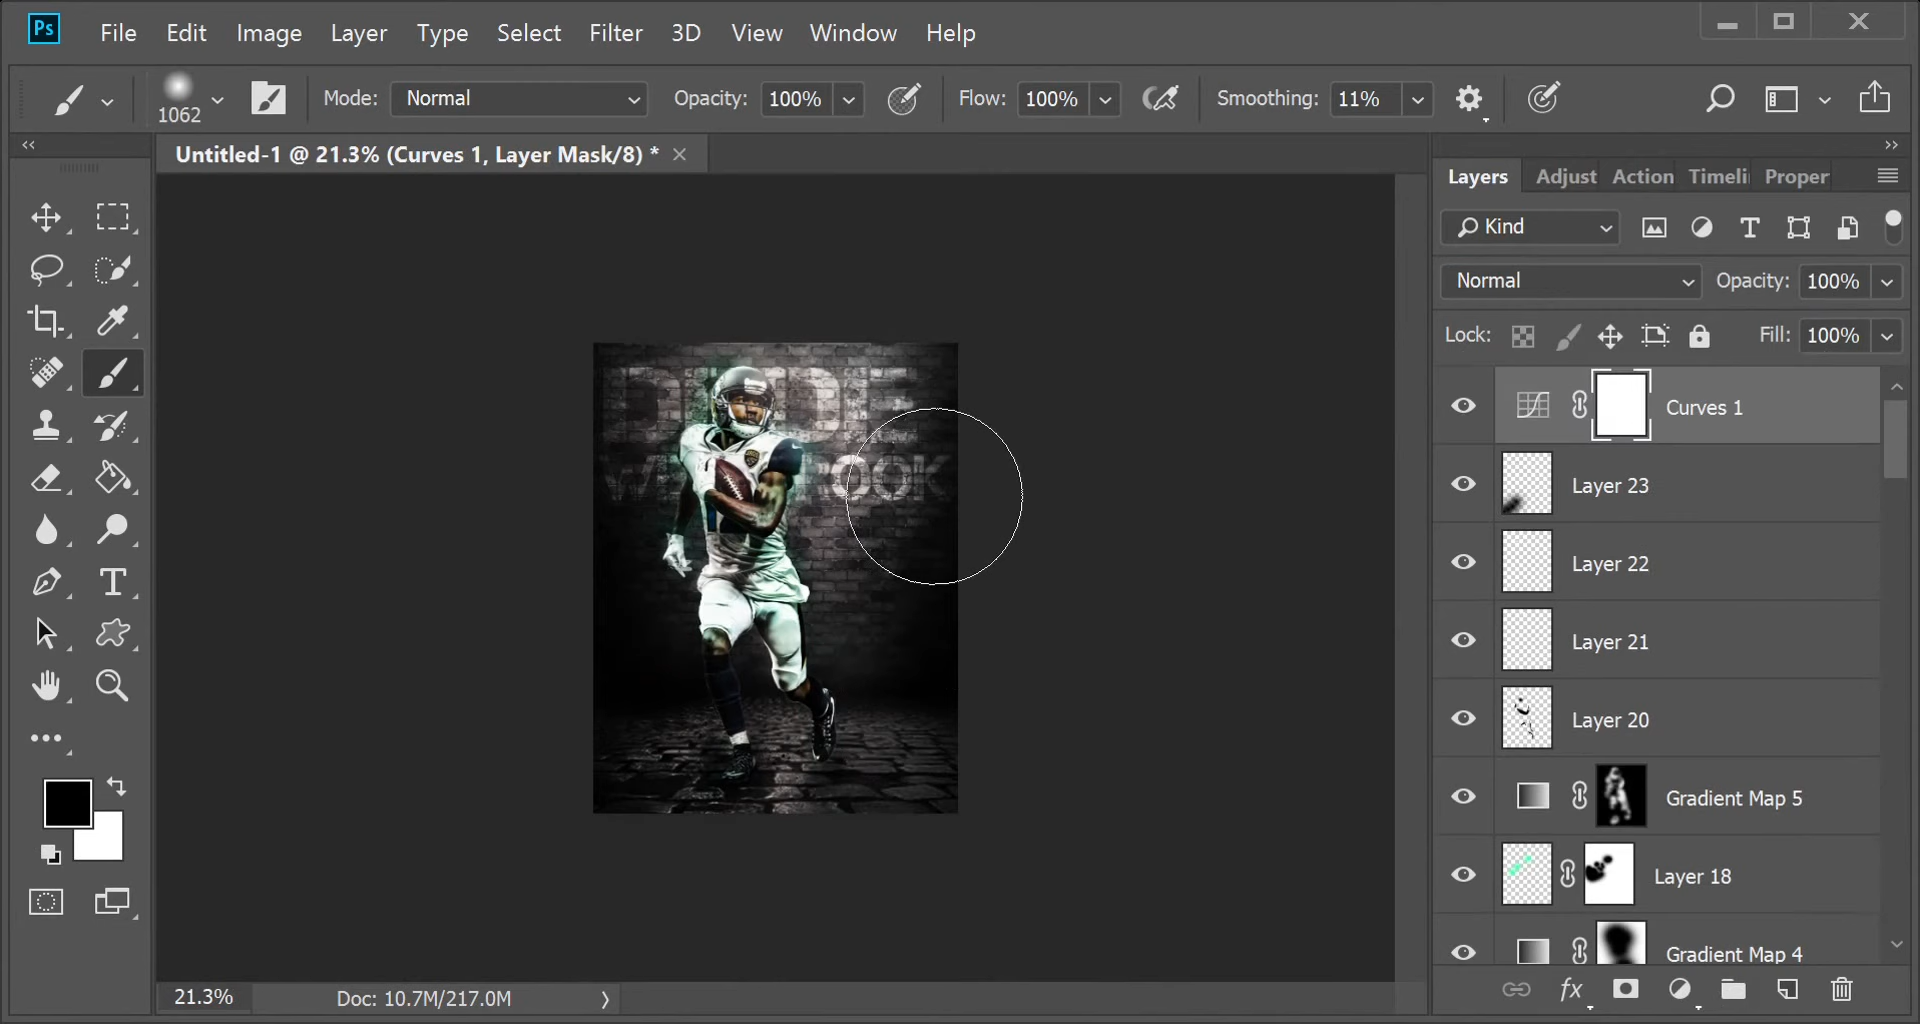 Ps File Edit Image Layer Type Select Filter 3D View Window Help
1062 Mode: Normal Opacity: 100% Flow: 100% Smoothing: 11%
Untitled-1 @ 21.3% (Curves 1, Layer Mask/8) *
Layers Adjust Action Timeli Proper
Kind
Normal Opacity: 100%
Lock: Fill: 100%
Curves 1
Layer 23
Layer 22
Layer 21
Layer 20
Gradient Map 5
Layer 18
Gradient Map 4
fx
21.3% Doc: 10.7M/217.0M